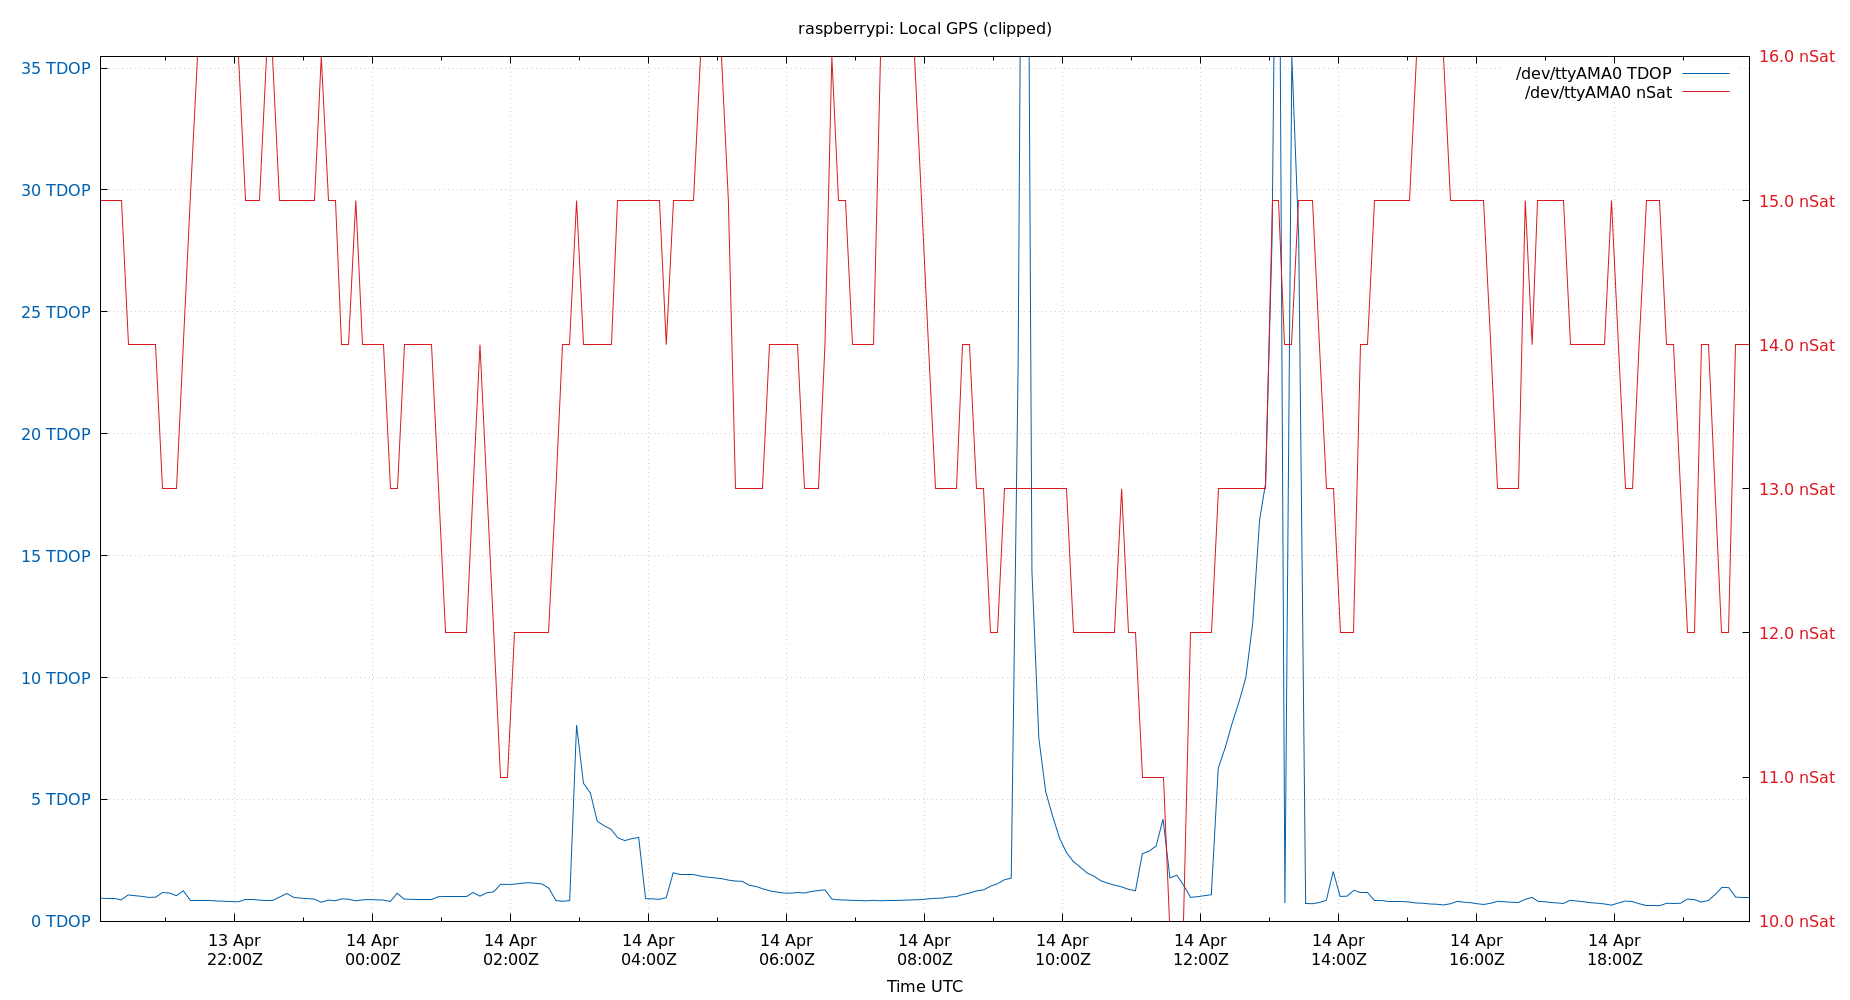 raspberrypi: Local GPS (clipped)
35 TDOP
30 TDOP
25 TDOP
20 TDOP
15 TDOP
10 TDOP
5 TDOP
0 TDOP
/dev/ttyAMA0 TDOP
/dev/ttyAMA0 nSat
16.0 nSat
15.0 nSat
14.0 nSat
13.0 nSat
12.0 nSat
11.0 nSat
10.0 nSat
13 Apr
22:00Z
14 Apr
00:00Z
14 Apr
02:00Z
14 Apr
04:00Z
14 Apr
06:00Z
14 Apr
08:00Z
14 Apr
10:00Z
14 Apr
12:00Z
14 Apr
14:00Z
14 Apr
16:00Z
14 Apr
18:00Z
Time UTC